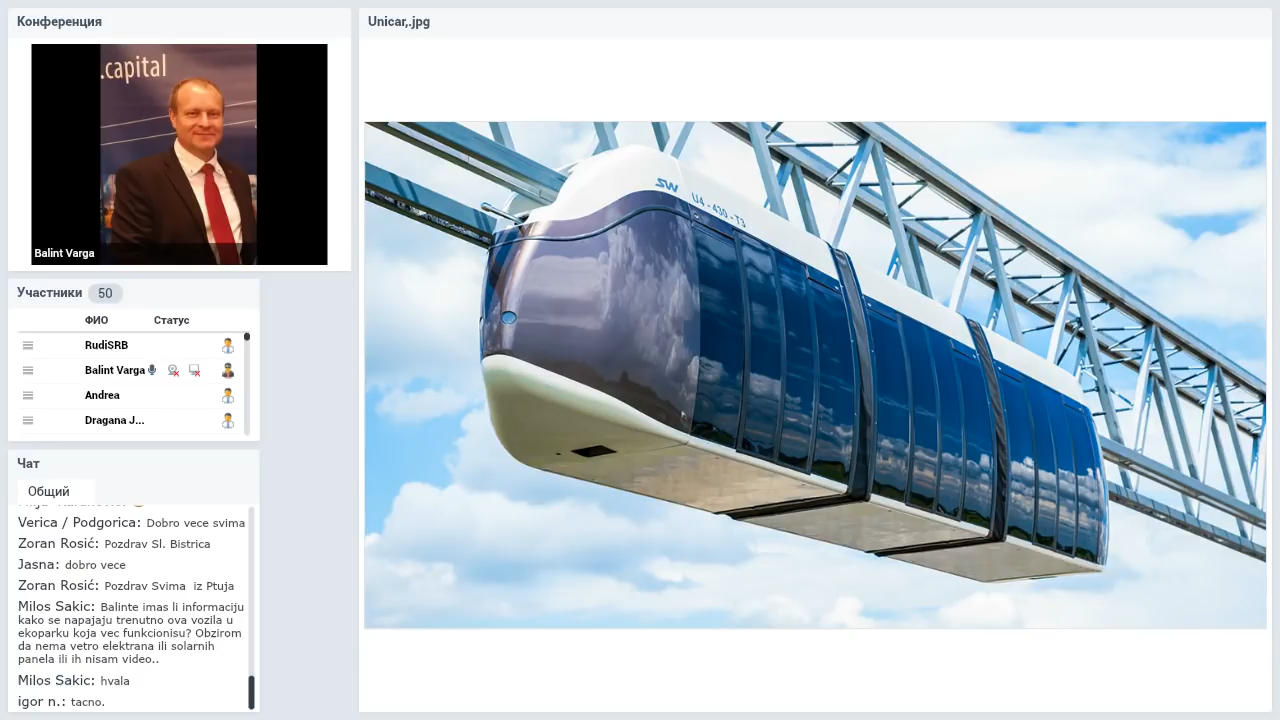 Конференция
.capital
Balint Varga
Участники 50
ФИО Статус
RudiSRB
Balint Varga
Andrea
Dragana J...
Чат
Общий
Verica / Podgorica: Dobro vece svima
Zoran Rosić: Pozdrav Sl. Bistrica
Jasna: dobro vece
Zoran Rosić: Pozdrav Svima iz Ptuja
Milos Sakic: Balinte imas li informaciju
kako se napajaju trenutno ova vozila u
ekoparku koja vec funkcionisu? Obzirom
da nema vetro elektrana ili solarnih
panela ili ih nisam video..
Milos Sakic: hvala
igor n.: tacno.
Unicar,.jpg
SW U4-430-T3